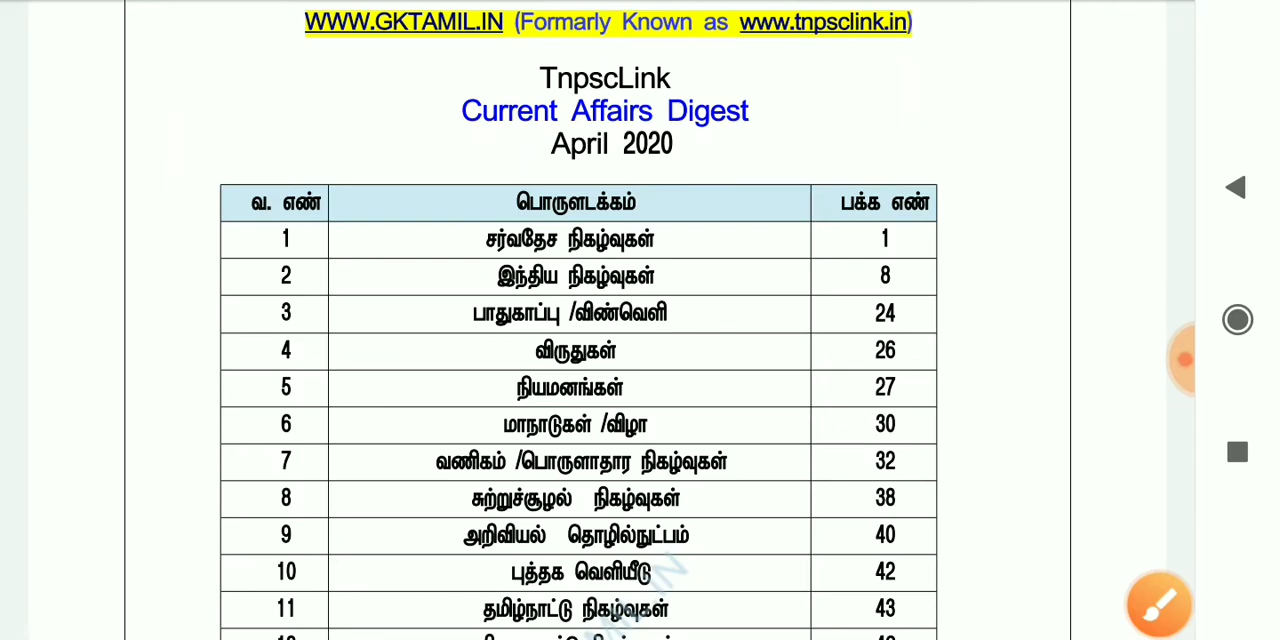 WWW.GKTAMIL.IN (Formarly Known as www.tnpsclink.in)
TnpscLink
Current Affairs Digest
April 2020
வ. எண் பொருளடக்கம் பக்க எண்
1 சர்வதேச நிகழ்வுகள் 1
2 இந்திய நிகழ்வுகள் 8
3 பாதுகாப்பு /விண்வெளி 24
4 விருதுகள் 26
5 நியமனங்கள் 27
6 மாநாடுகள் /விழா 30
7 வணிகம் /பொருளாதார நிகழ்வுகள் 32
8 சுற்றுச்சூழல் நிகழ்வுகள் 38
9 அறிவியல் தொழில்நுட்பம் 40
10 புத்தக வெளியீடு 42
11 தமிழ்நாட்டு நிகழ்வுகள் 43